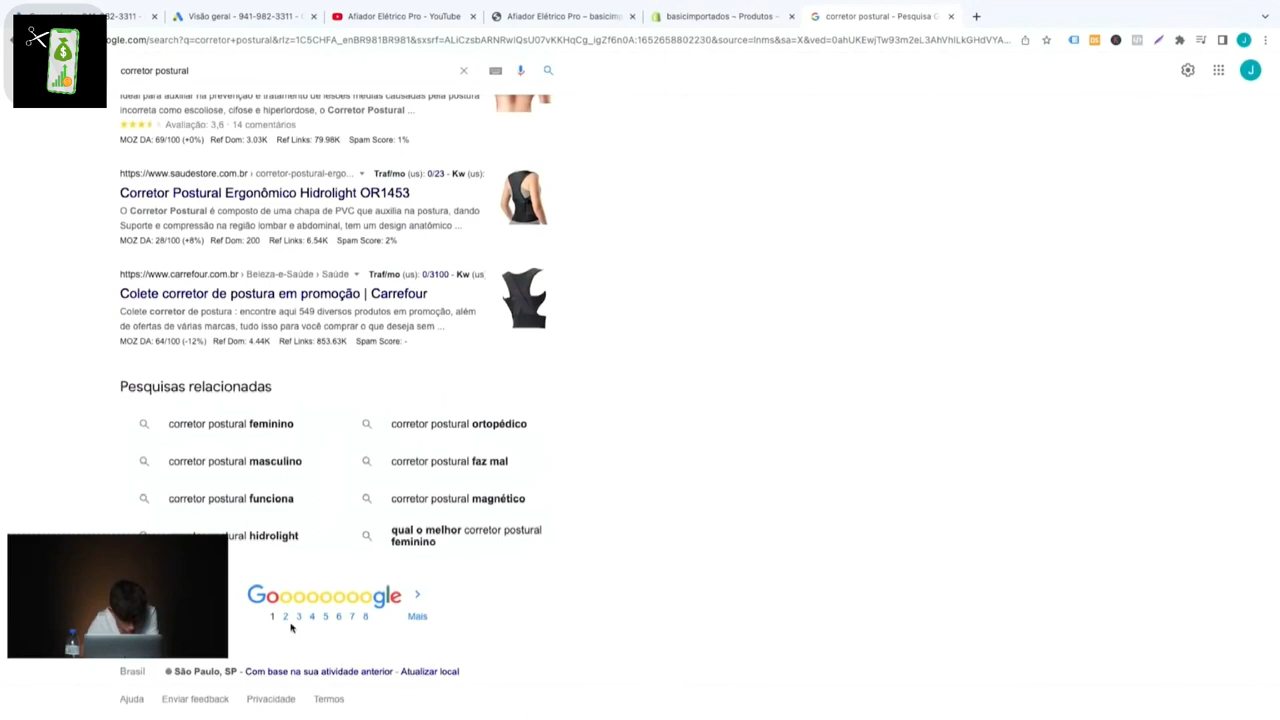 Visão geral - 941-982-3311 -
Afiador Elétrico Pro - YouTube
Afiador Elétrico Pro – basicimp
basicimportados ~ Produtos ~
corretor postural - Pesquisa G
corretor postural
incorreta como escoliose, cifose e hiperlordose, o Corretor Postural ...
Avaliação: 3,6 · 14 comentários
MOZ DA: 69/100 (+0%) Ref Dom: 3.03K Ref Links: 79.98K Spam Score: 1%
https://www.saudestore.com.br › corretor-postural-ergo... Traf/mo (us): 0/23 - Kw (us):
Corretor Postural Ergonômico Hidrolight OR1453
O Corretor Postural é composto de uma chapa de PVC que auxilia na postura, dando
Suporte e compressão na região lombar e abdominal, tem um design anatômico ...
MOZ DA: 28/100 (+8%) Ref Dom: 200 Ref Links: 6.54K Spam Score: 2%
https://www.carrefour.com.br › Beleza-e-Saúde › Saúde Traf/mo (us): 0/3100 - Kw (us
Colete corretor de postura em promoção | Carrefour
Colete corretor de postura : encontre aqui 549 diversos produtos em promoção, além
de ofertas de várias marcas, tudo isso para você comprar o que deseja sem ...
MOZ DA: 64/100 (-12%) Ref Dom: 4.44K Ref Links: 853.63K Spam Score: -
Pesquisas relacionadas
corretor postural feminino
corretor postural ortopédico
corretor postural masculino
corretor postural faz mal
corretor postural funciona
corretor postural magnético
ural hidrolight
qual o melhor corretor postural
feminino
Goooooooogle >
1 2 3 4 5 6 7 8 Mais
Brasil São Paulo, SP - Com base na sua atividade anterior - Atualizar local
Ajuda Enviar feedback Privacidade Termos